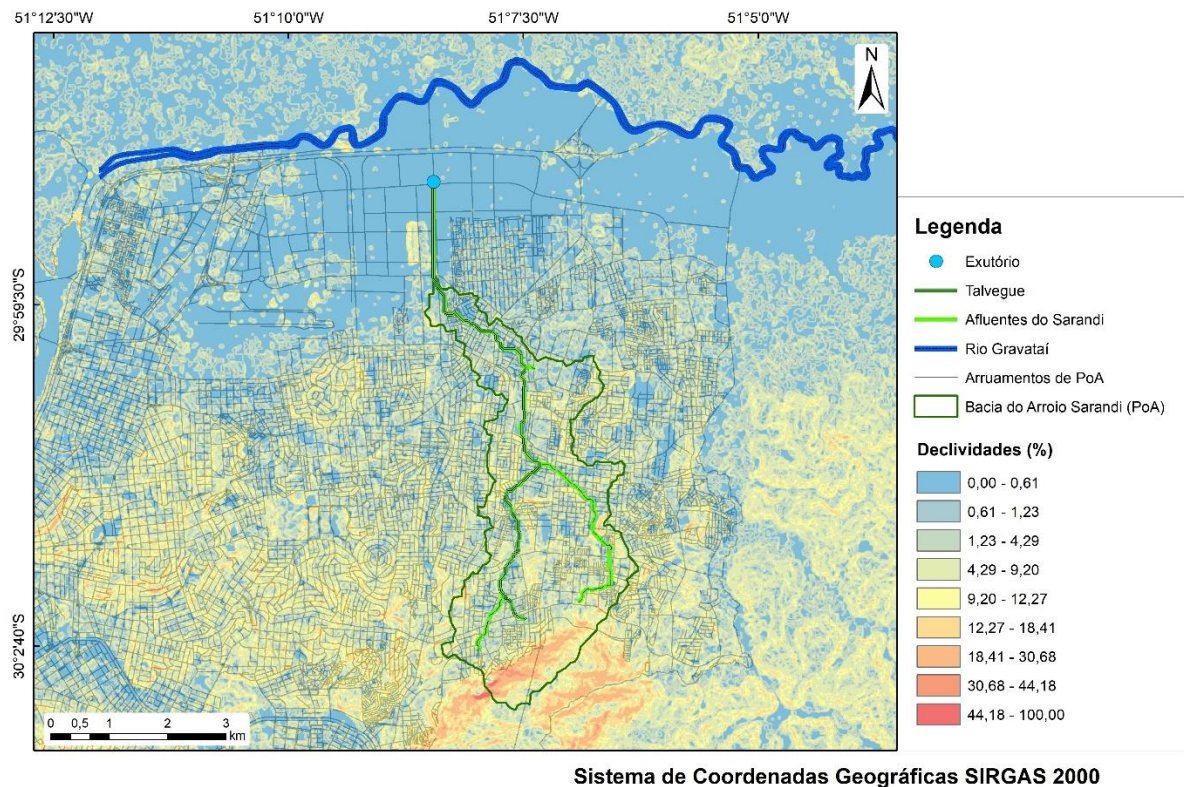 51°12'30"W
51°10'0"W
51°7'30"W
51°5'0"W
N
29°59'30"S
30°2'40"S
0 0,5 1 2 3
km
Legenda
Exutório
Talvegue
Afluentes do Sarandi
Rio Gravataí
Arruamentos de PoA
Bacia do Arroio Sarandi (PoA)
Declividades (%)
0,00 - 0,61
0,61 - 1,23
1,23 - 4,29
4,29 - 9,20
9,20 - 12,27
12,27 - 18,41
18,41 - 30,68
30,68 - 44,18
44,18 - 100,00
Sistema de Coordenadas Geográficas SIRGAS 2000